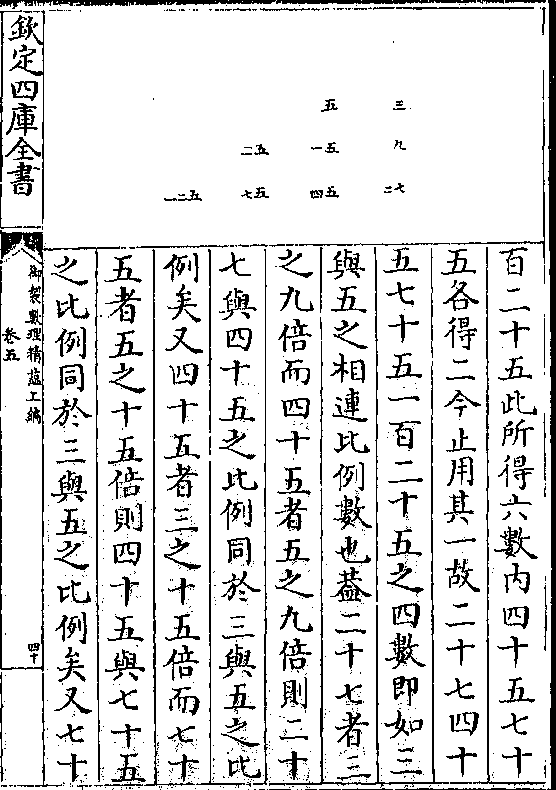 五 三
二五 一五 九
一二五 七五 四五 二七
百二十五此所得六數内四十五七十
五各得二今止用其一故二十七四十
五七十五一百二十五之四數即如三
與五之相連比例數也葢二十七者三
之九倍而四十五者五之九倍則二十
七與四十五之比例同於三與五之比
例矣又四十五者三之十五倍而七十
五者五之十五倍則四十五與七十五
之比例同於三與五之比例矣又七十
欽定四庫全書
御製數理精蘊上編
卷五
四十